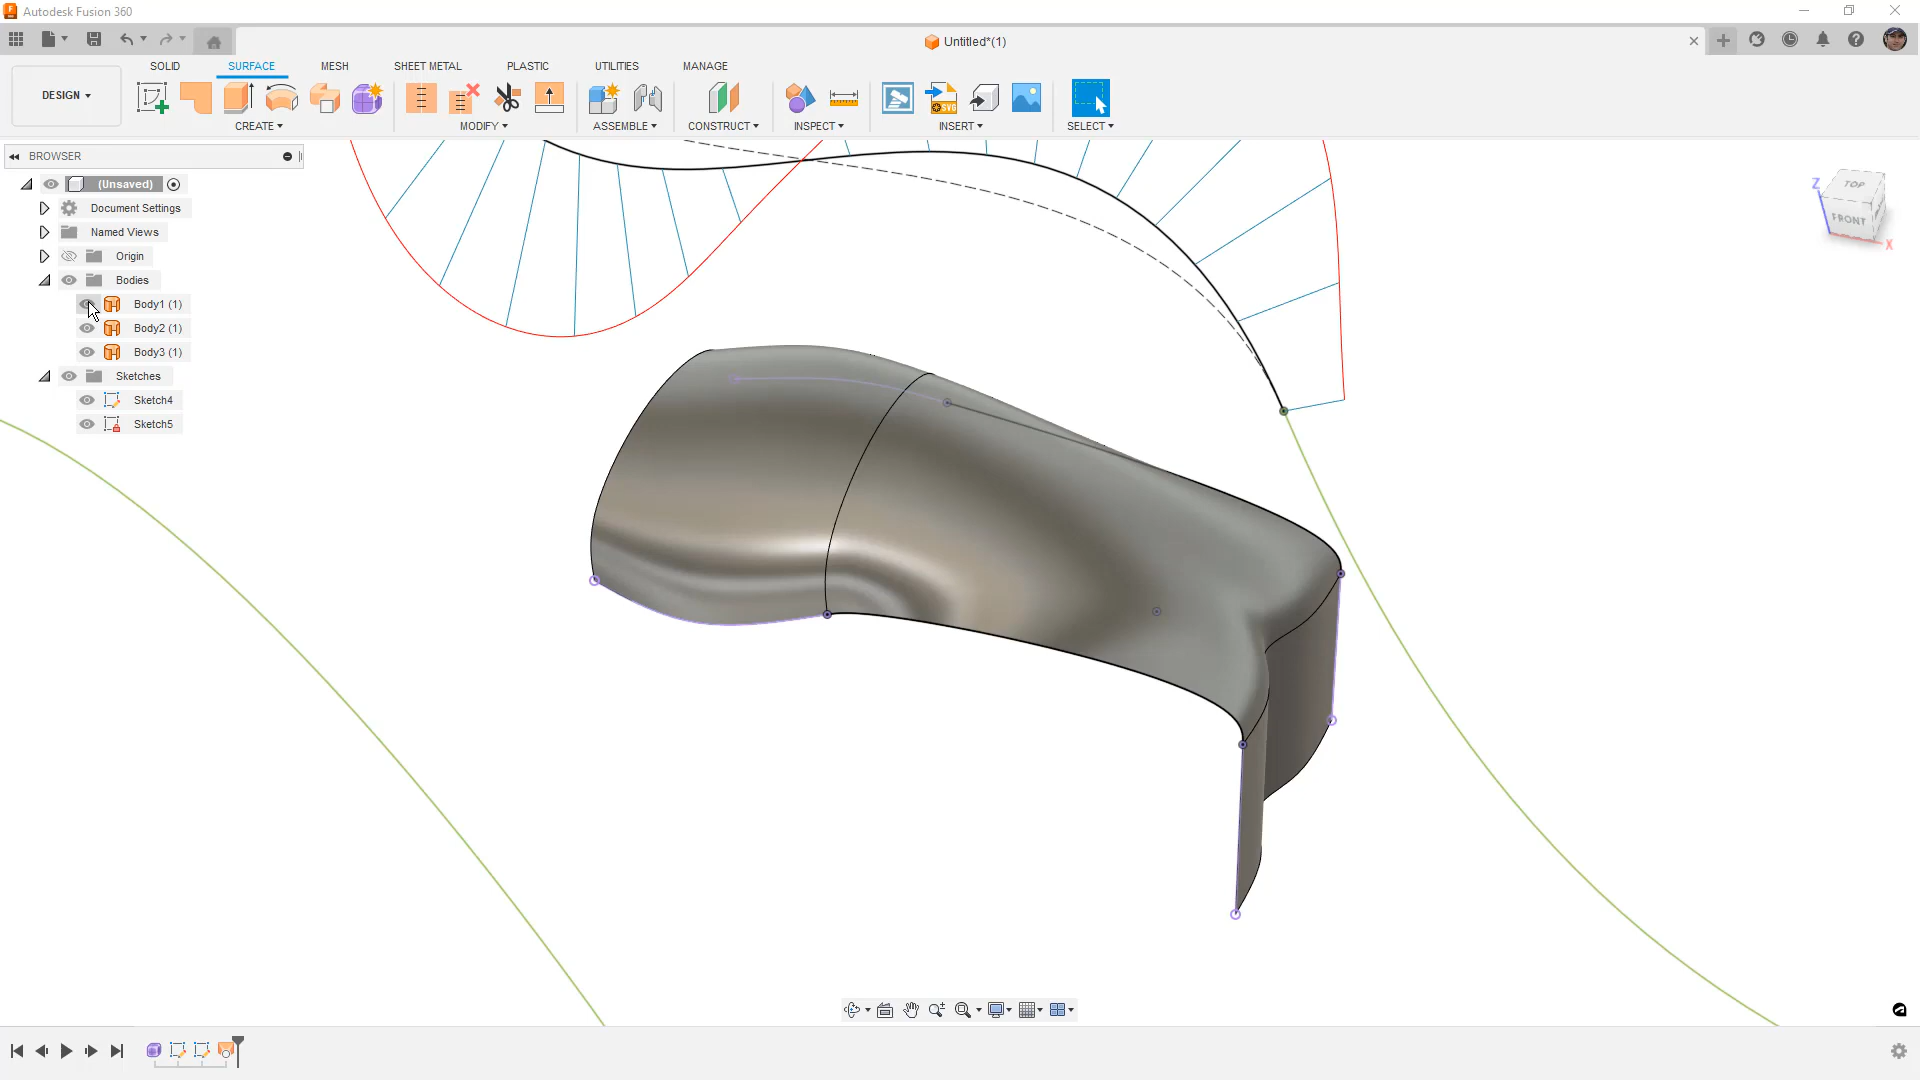 Autodesk Fusion 360
Untitled*(1)
SOLID
SURFACE
MESH
SHEET METAL
PLASTIC
UTILITIES
MANAGE
DESIGN
CREATE
MODIFY
ASSEMBLE
CONSTRUCT
INSPECT
INSERT
SELECT
SVG
BROWSER
(Unsaved)
Document Settings
Named Views
Origin
Bodies
Body1 (1)
Body2 (1)
Body3 (1)
Sketches
Sketch4
Sketch5
TOP
FRONT
Z
X